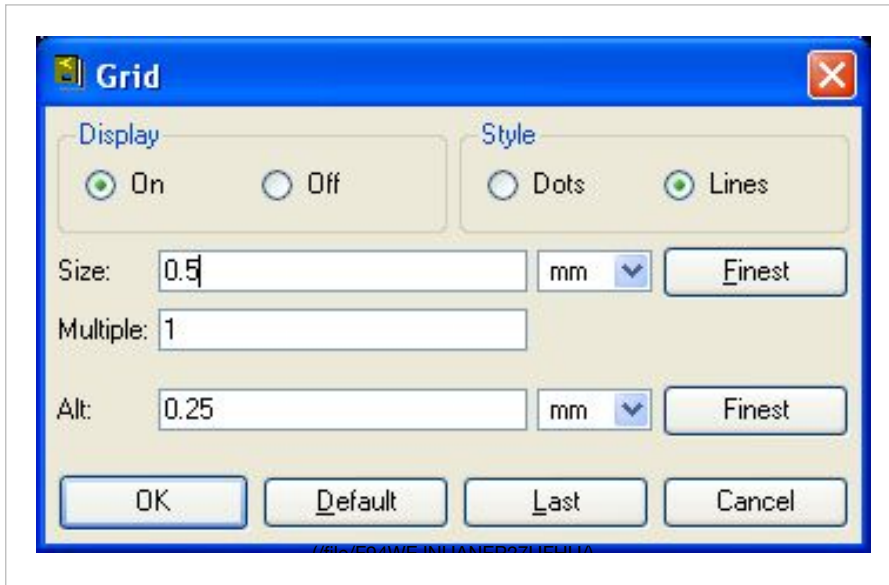 Grid
Display Style
On Off Dots Lines
Size: 0.5 mm Finest
Multiple: 1
Alt: 0.25 mm Finest
OK Default Last Cancel